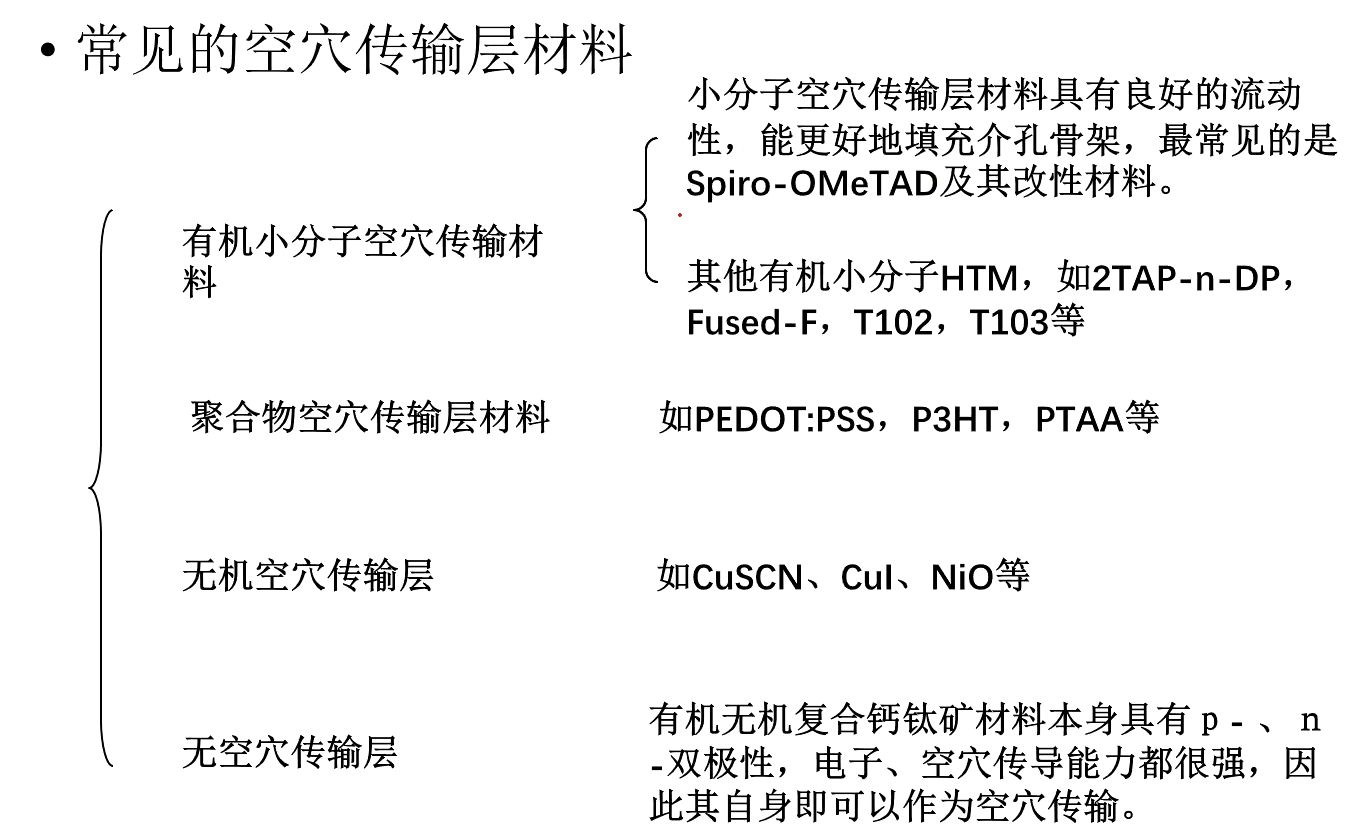 • 常见的空穴传输层材料
小分子空穴传输层材料具有良好的流动
性，能更好地填充介孔骨架，最常见的是
Spiro-OMeTAD及其改性材料。
有机小分子空穴传输材
料
其他有机小分子HTM，如2TAP-n-DP，
Fused-F，T102，T103等
聚合物空穴传输层材料
如PEDOT:PSS，P3HT，PTAA等
无机空穴传输层
如CuSCN、CuI、NiO等
有机无机复合钙钛矿材料本身具有ｐ-、ｎ
-双极性，电子、空穴传导能力都很强，因
此其自身即可以作为空穴传输。
无空穴传输层